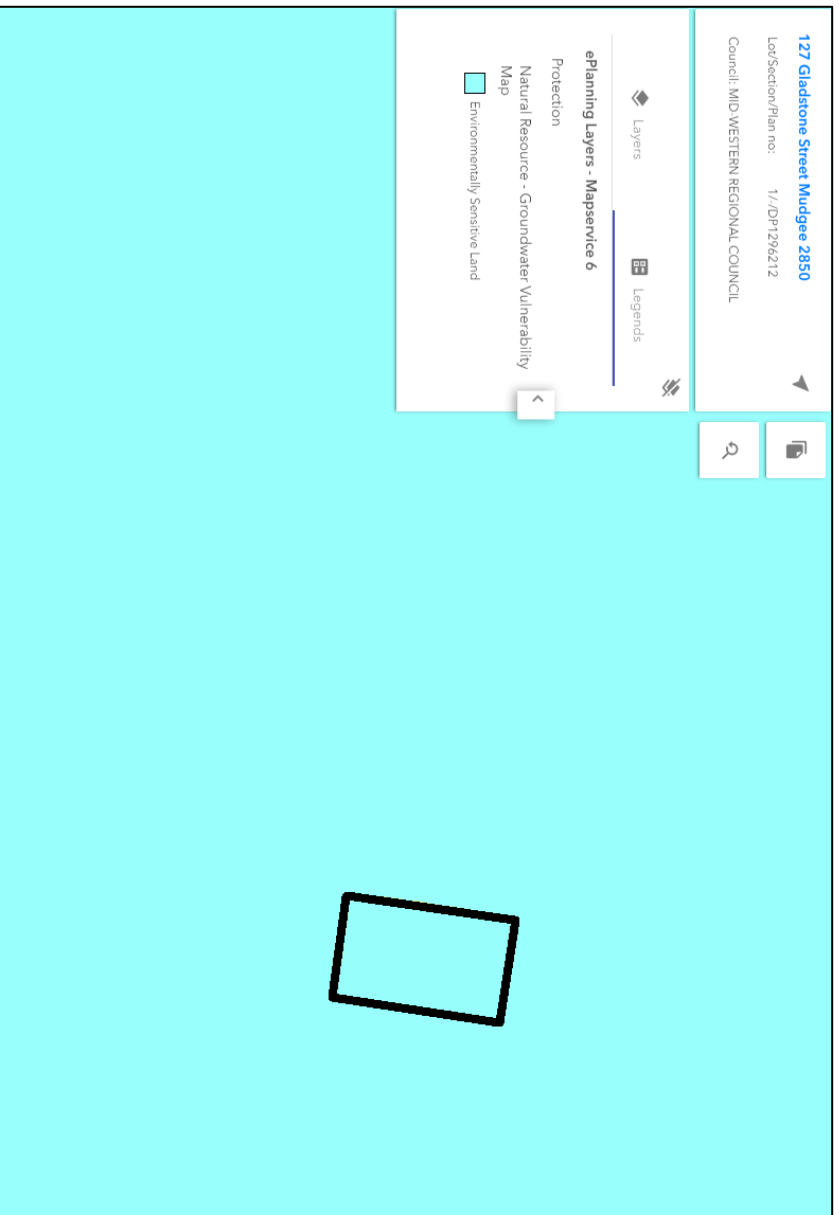 127 Gladstone Street Mudgee 2850
Lot/Section/Plan no: 1/-/DP1296212
Council: MID-WESTERN REGIONAL COUNCIL
Layers Legends
ePlanning Layers - Mapservice 6
Protection
Natural Resource - Groundwater Vulnerability
Map
Environmentally Sensitive Land